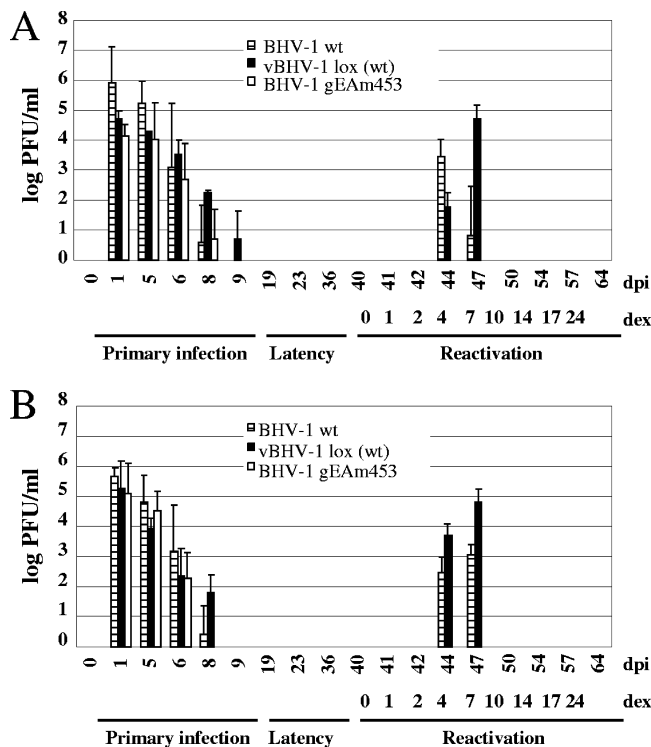 A
8
7
6
5
4
3
2
1
0
log PFU/ml
BHV-1 wt
vBHV-1 lox (wt)
BHV-1 gEAm453
0 1 5 6 8 9 19 23 36 40 41 42 44 47 50 54 57 64 dpi
0 1 2 4 7 10 14 17 24 dex
Primary infection Latency Reactivation
B
8
7
6
5
4
3
2
1
0
log PFU/ml
BHV-1 wt
vBHV-1 lox (wt)
BHV-1 gEAm453
0 1 5 6 8 9 19 23 36 40 41 42 44 47 50 54 57 64 dpi
0 1 2 4 7 10 14 17 24 dex
Primary infection Latency Reactivation